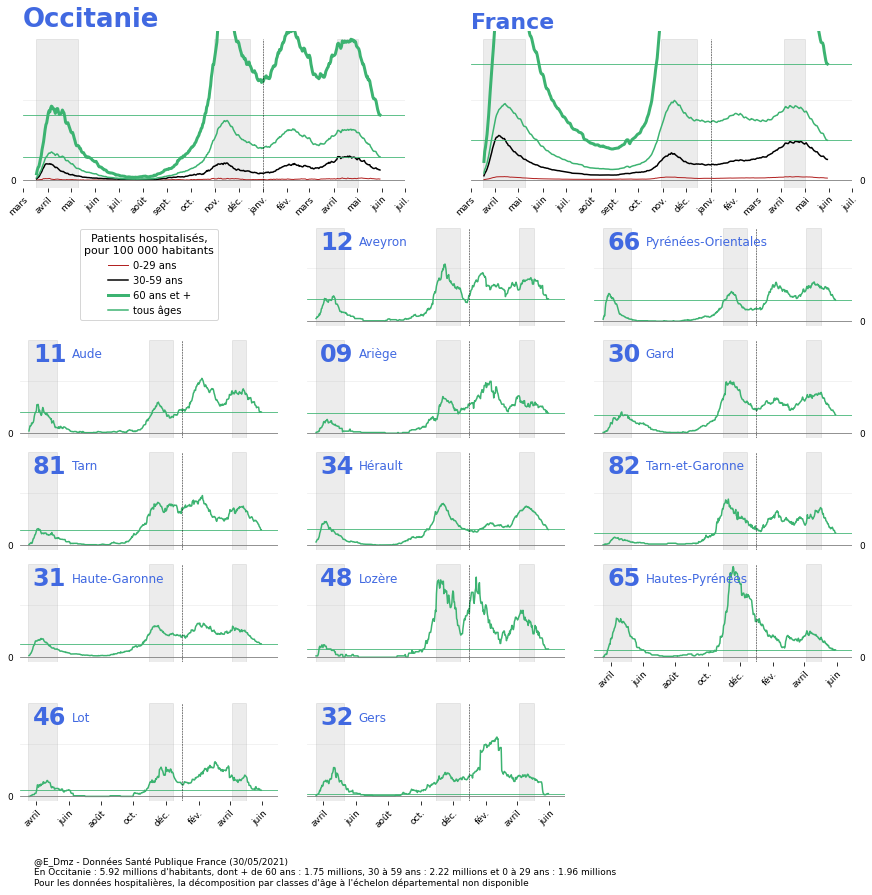 Occitanie
France
0
mars avril mai juin juil. août sept. oct. nov. déc. janv. fév. mars avril mai juin juil.
mars avril mai juin juil. août sept. oct. nov. déc. janv. fév. mars avril mai juin juil.
0
Patients hospitalisés,
pour 100 000 habitants
0-29 ans
30-59 ans
60 ans et +
tous âges
12 Aveyron
66 Pyrénées-Orientales
0
11 Aude
09 Ariège
30 Gard
0
0
81 Tarn
34 Hérault
82 Tarn-et-Garonne
0
0
31 Haute-Garonne
48 Lozère
65 Hautes-Pyrénées
0
0
avril juin août oct. déc. fév. avril juin
46 Lot
32 Gers
0
avril juin août oct. déc. fév. avril juin
avril juin août oct. déc. fév. avril juin
@E_Dmz - Données Santé Publique France (30/05/2021)
En Occitanie : 5.92 millions d'habitants, dont + de 60 ans : 1.75 millions, 30 à 59 ans : 2.22 millions et 0 à 29 ans : 1.96 millions
Pour les données hospitalières, la décomposition par classes d'âge à l'échelon départemental non disponible